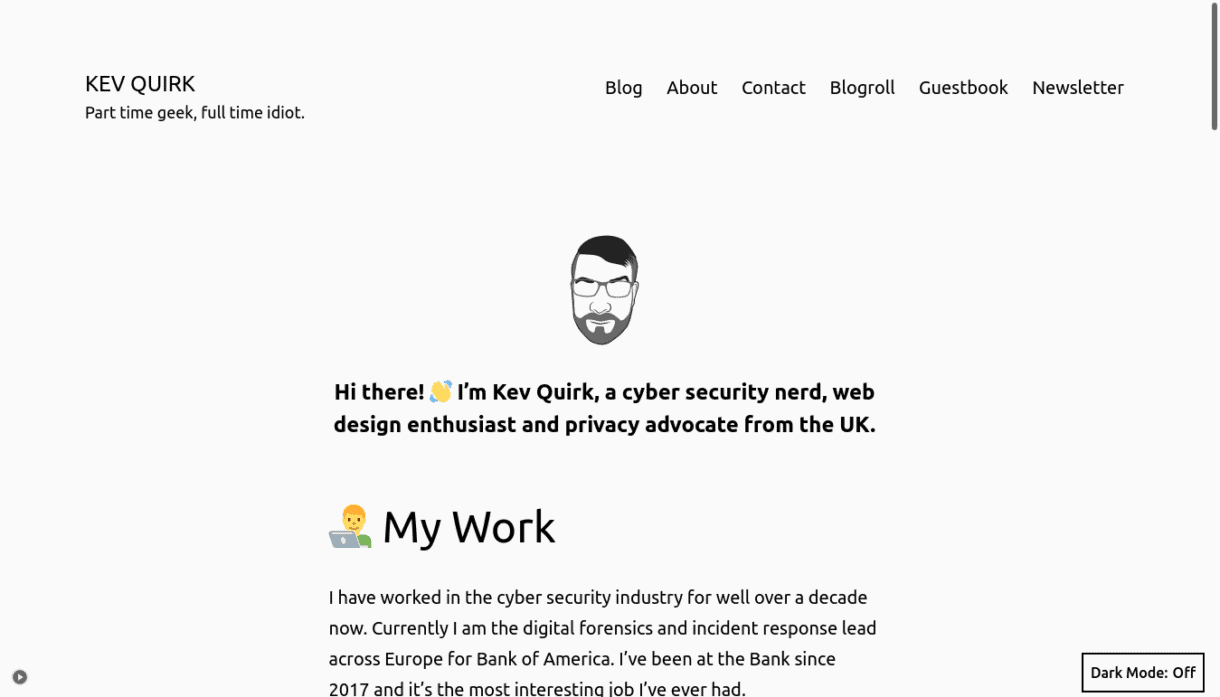 KEV QUIRK
Part time geek, full time idiot.
Blog About Contact Blogroll Guestbook Newsletter
Hi there! 👋 I’m Kev Quirk, a cyber security nerd, web
design enthusiast and privacy advocate from the UK.
👨‍💻 My Work
I have worked in the cyber security industry for well over a decade
now. Currently I am the digital forensics and incident response lead
across Europe for Bank of America. I’ve been at the Bank since
2017 and it’s the most interesting job I’ve ever had.
Dark Mode: Off